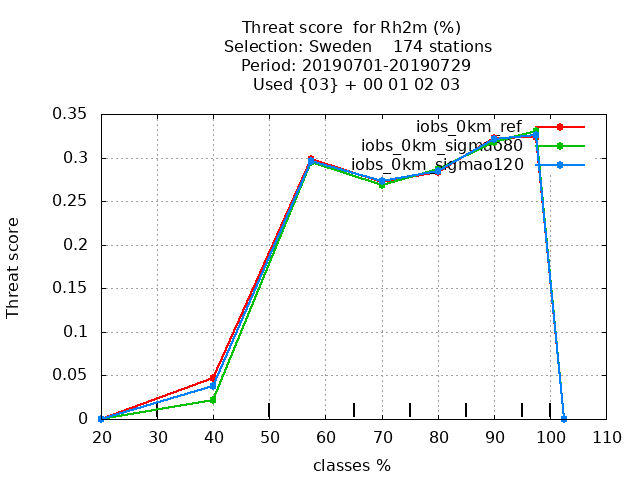 Threat score  for Rh2m (%)
Selection: Sweden    174 stations
Period: 20190701-20190729
Used {03} + 00 01 02 03
iobs_0km_ref
iobs_0km_sigmao80
iobs_0km_sigmao120
Threat score
0.35
0.3
0.25
0.2
0.15
0.1
0.05
0
20 30 40 50 60 70 80 90 100 110
classes %